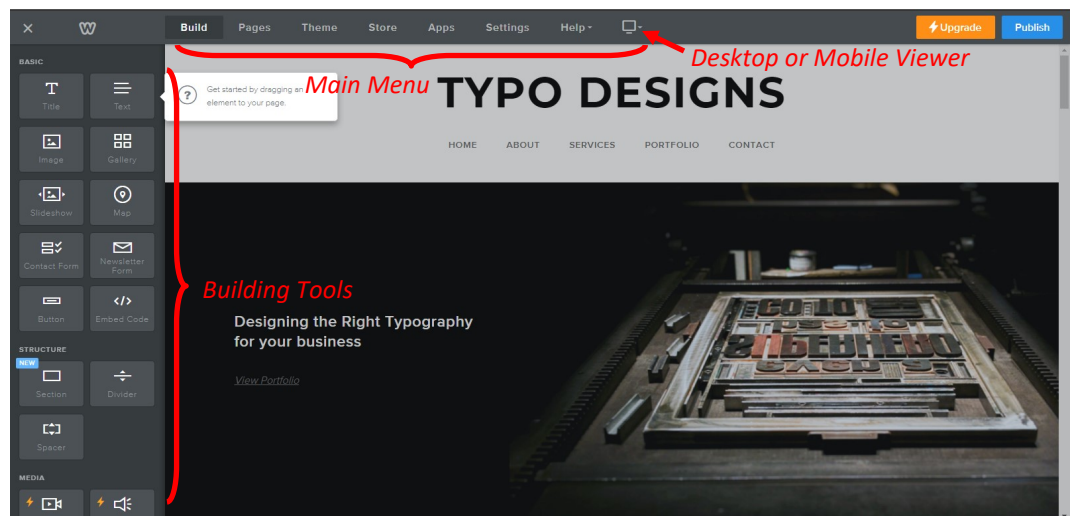 Build Pages Theme Store Apps Settings Help Upgrade Publish
Desktop or Mobile Viewer
Main Menu
BASIC
Title Text
Get started by dragging an
element to your page.
TYPO DESIGNS
HOME ABOUT SERVICES PORTFOLIO CONTACT
Image Gallery
Slideshow Map
Contact Form Newsletter
Form
Button Embed Code
Building Tools
Designing the Right Typography
for your business
View Portfolio
STRUCTURE
NEW
Section Divider
Spacer
MEDIA